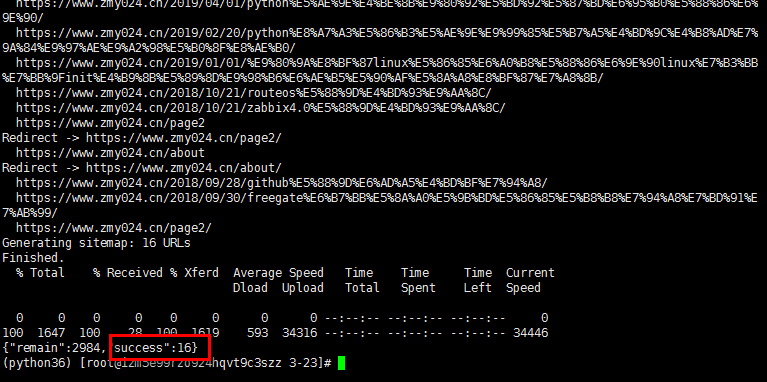 https://www.zmy024.cn/2019/04/01/python%E5%AE%9E%E4%BE%8B%E9%80%92%E5%BD%92%E5%87%BD%E6%95%B0%E5%88%86%E6%
9E%90/
https://www.zmy024.cn/2019/02/20/python%E8%A7%A3%E5%86%B3%E5%AE%9E%E9%99%85%E5%B7%A5%E4%BD%9C%E4%B8%AD%E7%
9A%84%E9%97%AE%E9%A2%98%E5%B0%8F%E8%AE%B0/
https://www.zmy024.cn/2019/01/01/%E9%80%9A%E8%BF%87linux%E5%86%85%E6%A0%B8%E5%88%86%E6%9E%90linux%E7%B3%BB
%E7%BB%9Finit%E4%B9%8B%E5%89%8D%E9%98%B6%E6%AE%B5%E5%90%AF%E5%8A%A8%E8%BF%87%E7%A8%8B/
https://www.zmy024.cn/2018/10/21/routeos%E5%88%9D%E4%BD%93%E9%AA%8C/
https://www.zmy024.cn/2018/10/21/zabbix4.0%E5%88%9D%E4%BD%93%E9%AA%8C/
https://www.zmy024.cn/page2
Redirect -> https://www.zmy024.cn/page2/
https://www.zmy024.cn/about
Redirect -> https://www.zmy024.cn/about/
https://www.zmy024.cn/2018/09/28/github%E5%88%9D%E6%AD%A5%E4%BD%BF%E7%94%A8/
https://www.zmy024.cn/2018/09/30/freegate%E6%B7%BB%E5%8A%A0%E5%9B%BD%E5%86%85%E5%B8%B8%E7%94%A8%E7%BD%91%E
7%AB%99/
https://www.zmy024.cn/page2/
Generating sitemap: 16 URLs
Finished.
% Total % Received % Xferd Average Speed Time Time Time Current
Dload Upload Total Spent Left Speed
0 0 0 0 0 0 0 0 --:--:-- --:--:-- --:--:-- 0
100 1647 100 28 100 1619 593 34316 --:--:-- --:--:-- --:--:-- 34446
{"remain":2984,"success":16}
(python36) [root@izm5e99rz0924hqvt9c3szz 3-23]#